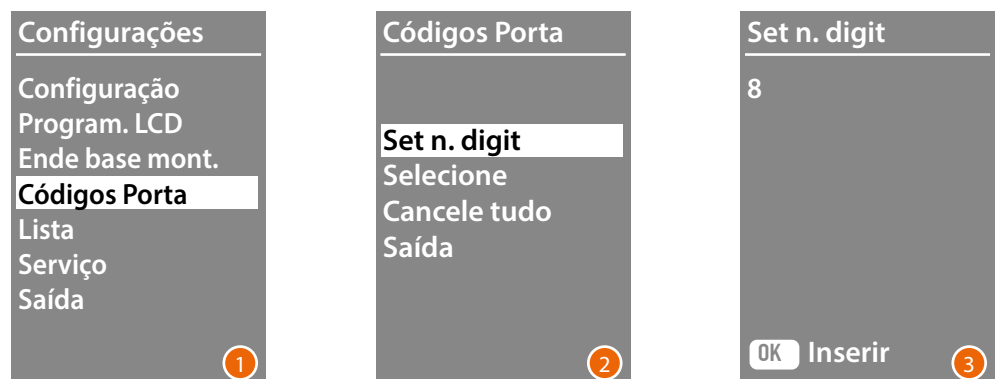 Configurações
Configuração
Program. LCD
Ende base mont.
Códigos Porta
Lista
Serviço
Saída
1
Códigos Porta
Set n. digit
Selecione
Cancele tudo
Saída
2
Set n. digit
8
OK Inserir
3